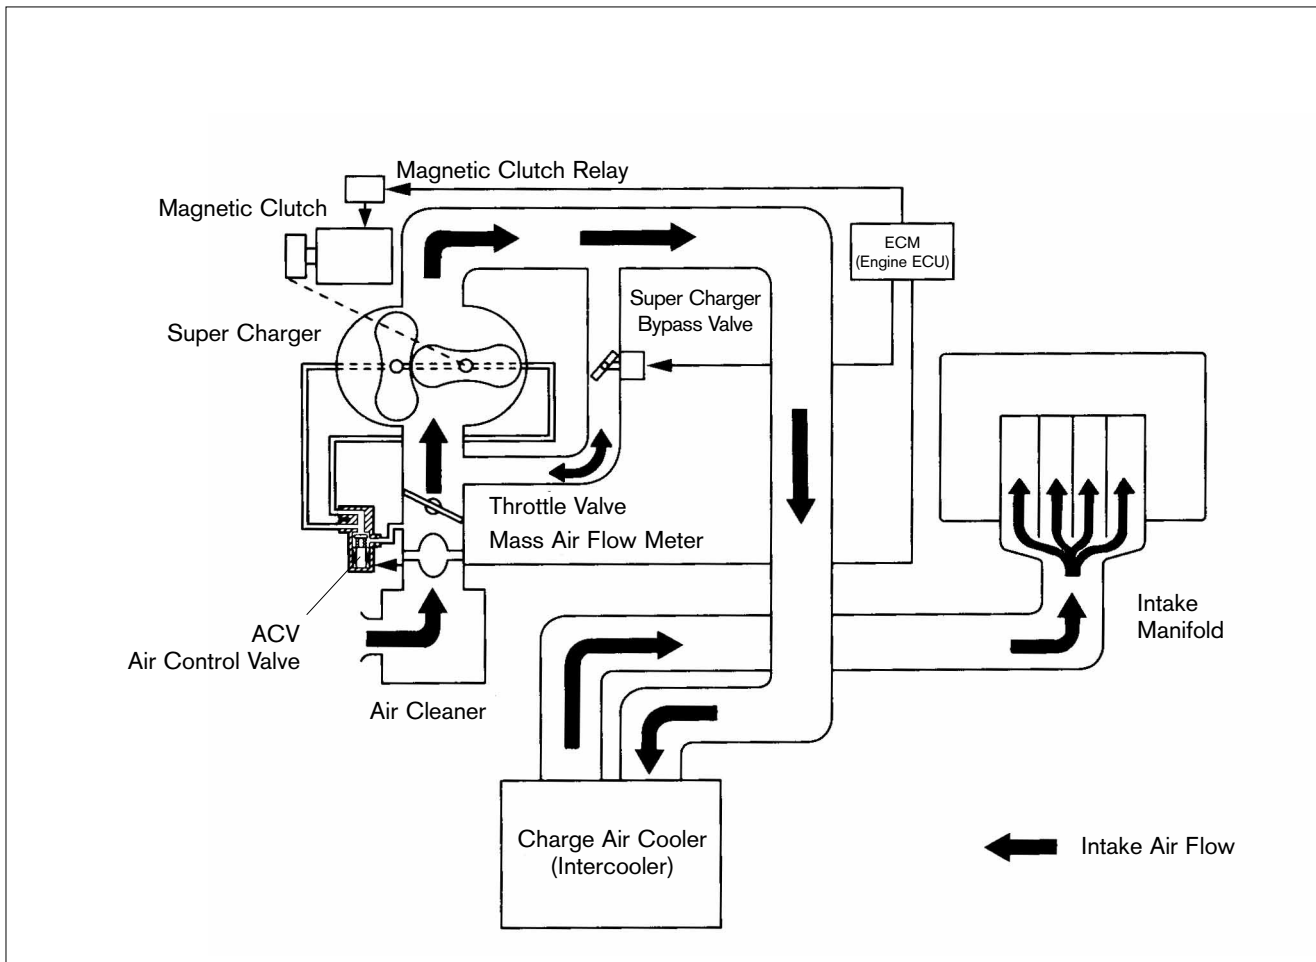 Magnetic Clutch Relay
Magnetic Clutch
ECM
(Engine ECU)
Super Charger
Bypass Valve
Super Charger
Throttle Valve
Mass Air Flow Meter
Intake
Manifold
ACV
Air Control Valve
Air Cleaner
Charge Air Cooler
(Intercooler)
Intake Air Flow